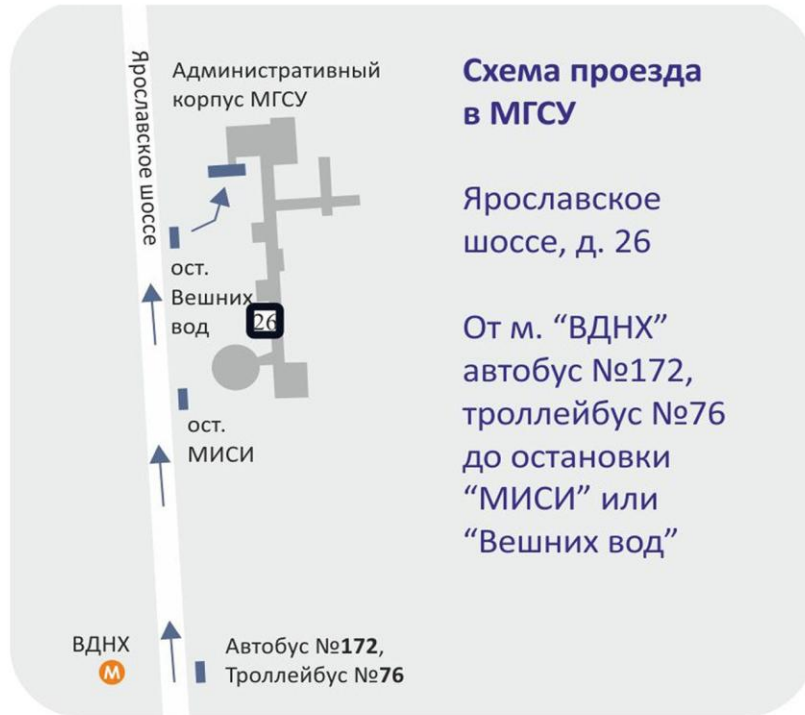 Схема проезда
в МГСУ
Ярославское
шоссе, д. 26
От м. “ВДНХ”
автобус №172,
троллейбус №76
до остановки
“МИСИ” или
“Вешних вод”
Ярославское шоссе
Административный
корпус МГСУ
ост.
Вешних
вод
26
ост.
МИСИ
ВДНХ
М
Автобус №172,
Троллейбус №76